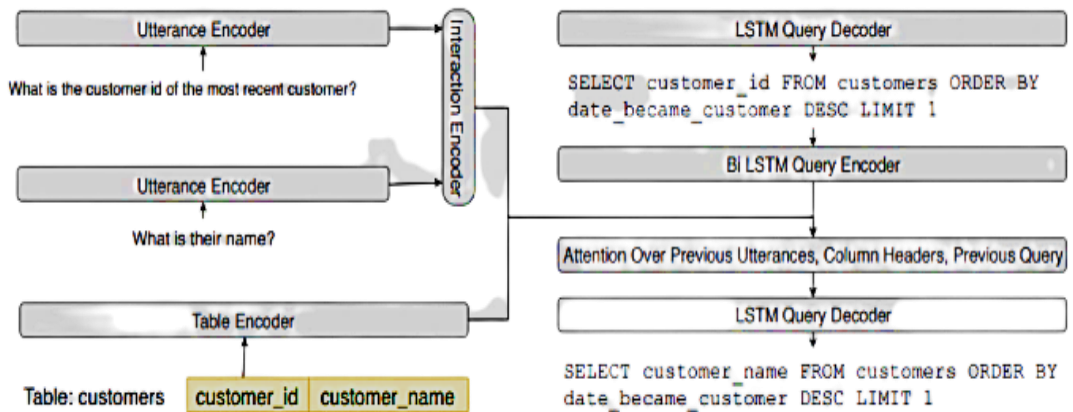 Utterance Encoder
What is the customer id of the most recent customer?
Utterance Encoder
What is their name?
Interaction Encoder
Table Encoder
Table: customers customer_id customer_name
LSTM Query Decoder
SELECT customer_id FROM customers ORDER BY
date_became_customer DESC LIMIT 1
Bi LSTM Query Encoder
Attention Over Previous Utterances, Column Headers, Previous Query
LSTM Query Decoder
SELECT customer_name FROM customers ORDER BY
date_became_customer DESC LIMIT 1